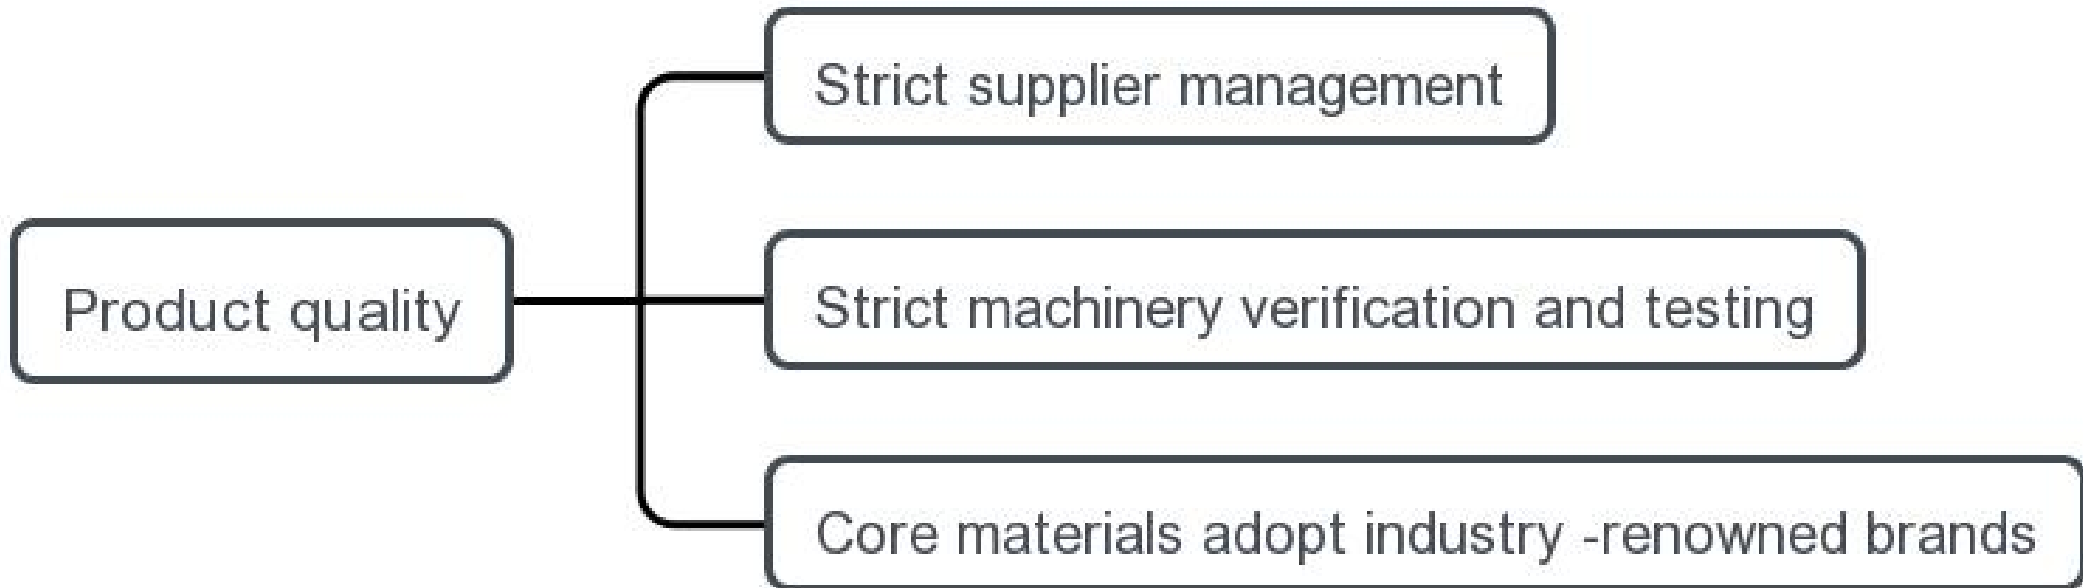 Product quality
Strict supplier management
Strict machinery verification and testing
Core materials adopt industry -renowned brands